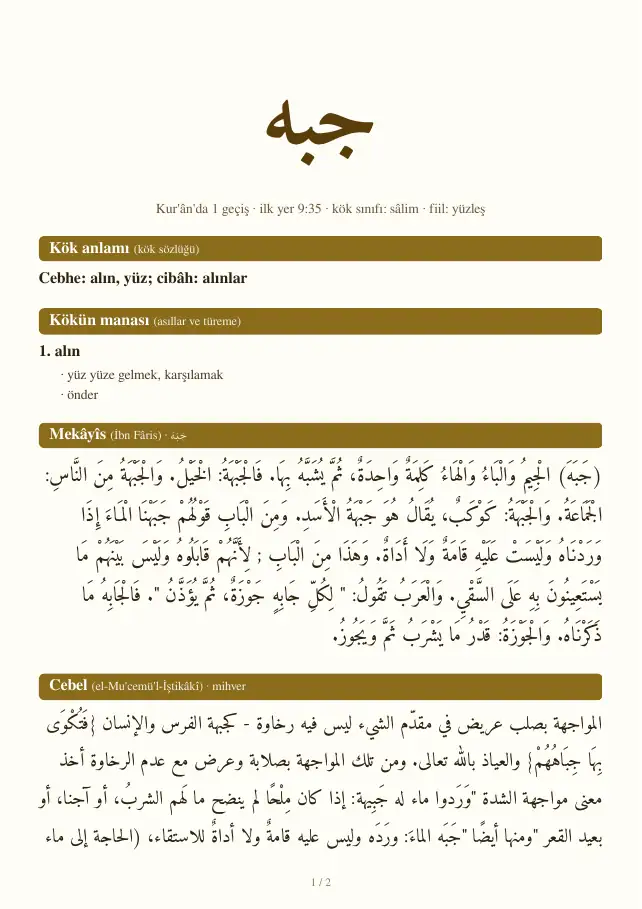 جبه
Kur'ân'da 1 geçiş · ilk yer 9:35 · kök sınıfı: sâlim · fiil: yüzleş
Kök anlamı (kök sözlüğü)
Cebhe: alın, yüz; cibâh: alınlar
Kökün manası (asıllar ve türeme)
1. alın
· yüz yüze gelmek, karşılamak
· önder
Mekâyîs (İbn Fâris) · جَبَهَ
(جَبَهَ) الْجِيمُ وَالْبَاءُ وَالْهَاءُ كَلِمَةٌ وَاحِدَةٌ، ثُمَّ يُشَبَّهُ بِهَا. فَالْجَبْهَةُ: الْخَيْلُ. وَالْجَبْهَةُ مِنَ النَّاسِ:
الْجَمَاعَةُ. وَالْجَبْهَةُ: كَوْكَبٌ، يُقَالُ هُوَ جَبْهَةُ الْأَسَدِ. وَمِنَ الْبَابِ قَوْلُهُمْ جَبَهْنَا الْمَاءَ إِذَا
وَرَدْنَاهُ وَلَيْسَتْ عَلَيْهِ قَامَةٌ وَلَا أَدَاةٌ. وَهَذَا مِنَ الْبَابِ ; لِأَنَّهُمْ قَابَلُوهُ وَلَيْسَ بَيْنَهُمْ مَا
يَسْتَعِينُونَ بِهِ عَلَى السَّقْيِ. وَالْعَرَبُ تَقُولُ: " لِكُلِّ جَابِهٍ جَوْزَةٌ، ثُمَّ يُؤَذَّنُ ". فَالْجَابِهُ مَا
ذَكَرْنَاهُ. وَالْجَوْزَةُ: قَدْرُ مَا يَشْرَبُ ثَمَّ وَيَجُوزُ.
Cebel (el-Mu'cemü'l-İştikâkî) · mihver
المواجهة بصلب عريض في مقدّم الشيء ليس فيه رخاوة - كجبهة الفرس والإنسان {فَتُكْوَى
بِهَا جِبَاهُهُمْ} والعياذ بالله تعالى. ومن تلك المواجهة بصلابة وعرض مع عدم الرخاوة أخذ
معنى مواجهة الشدة "وَرَدوا ماء له جَبِيهة: إذا كان مِلْحًا لم ينضح ما لَهم الشربُ، أو آجنا، أو
بعيد القعر "ومنها أيضًا "جَبَه الماءَ: ورَدَه وليس عليه قامةٌ ولا أداةٌ للاستقاء، (الحاجة إلى ماء
1 / 2